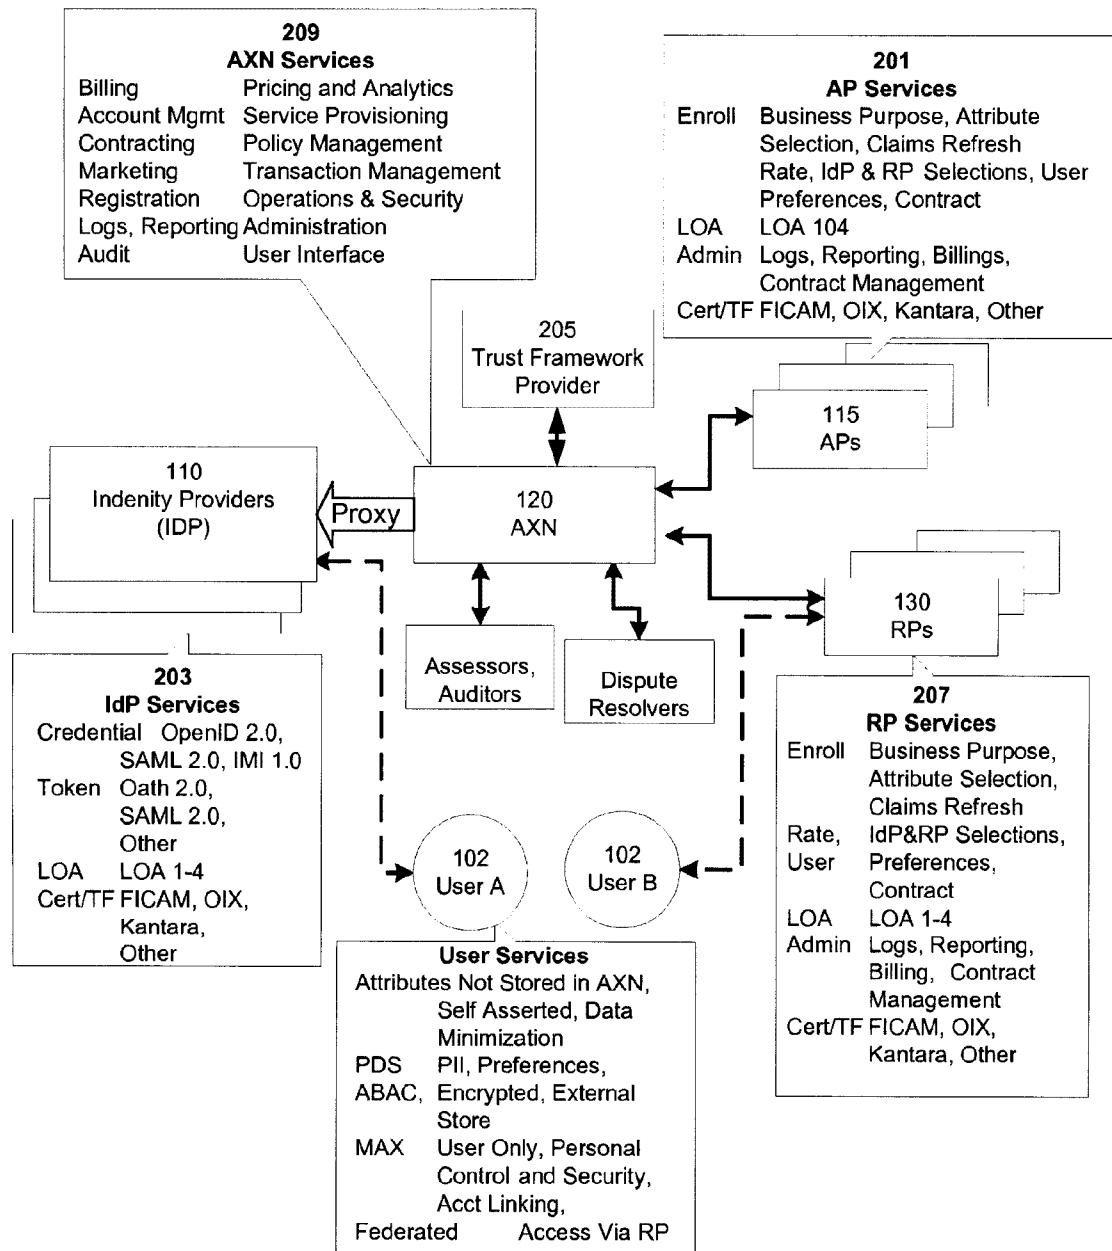 209
AXN Services
Billing Pricing and Analytics
Account Mgmt Service Provisioning
Contracting Policy Management
Marketing Transaction Management
Registration Operations & Security
Logs, Reporting Administration
Audit User Interface
201
AP Services
Enroll Business Purpose, Attribute
Selection, Claims Refresh
Rate, IdP & RP Selections, User
Preferences, Contract
LOA LOA 104
Admin Logs, Reporting, Billings,
Contract Management
Cert/TF FICAM, OIX, Kantara, Other
205
Trust Framework
Provider
115
APs
110
Indenity Providers
(IDP)
Proxy
120
AXN
130
RPs
Assessors,
Auditors
Dispute
Resolvers
203
IdP Services
Credential OpenID 2.0,
SAML 2.0, IMI 1.0
Token Oath 2.0,
SAML 2.0,
Other
LOA LOA 1-4
Cert/TF FICAM, OIX,
Kantara,
Other
102
User A
102
User B
207
RP Services
Enroll Business Purpose,
Attribute Selection,
Claims Refresh
Rate, IdP&RP Selections,
User Preferences,
Contract
LOA LOA 1-4
Admin Logs, Reporting,
Billing, Contract
Management
Cert/TF FICAM, OIX,
Kantara, Other
User Services
Attributes Not Stored in AXN,
Self Asserted, Data
Minimization
PDS PII, Preferences,
ABAC, Encrypted, External
Store
MAX User Only, Personal
Control and Security,
Acct Linking,
Federated Access Via RP